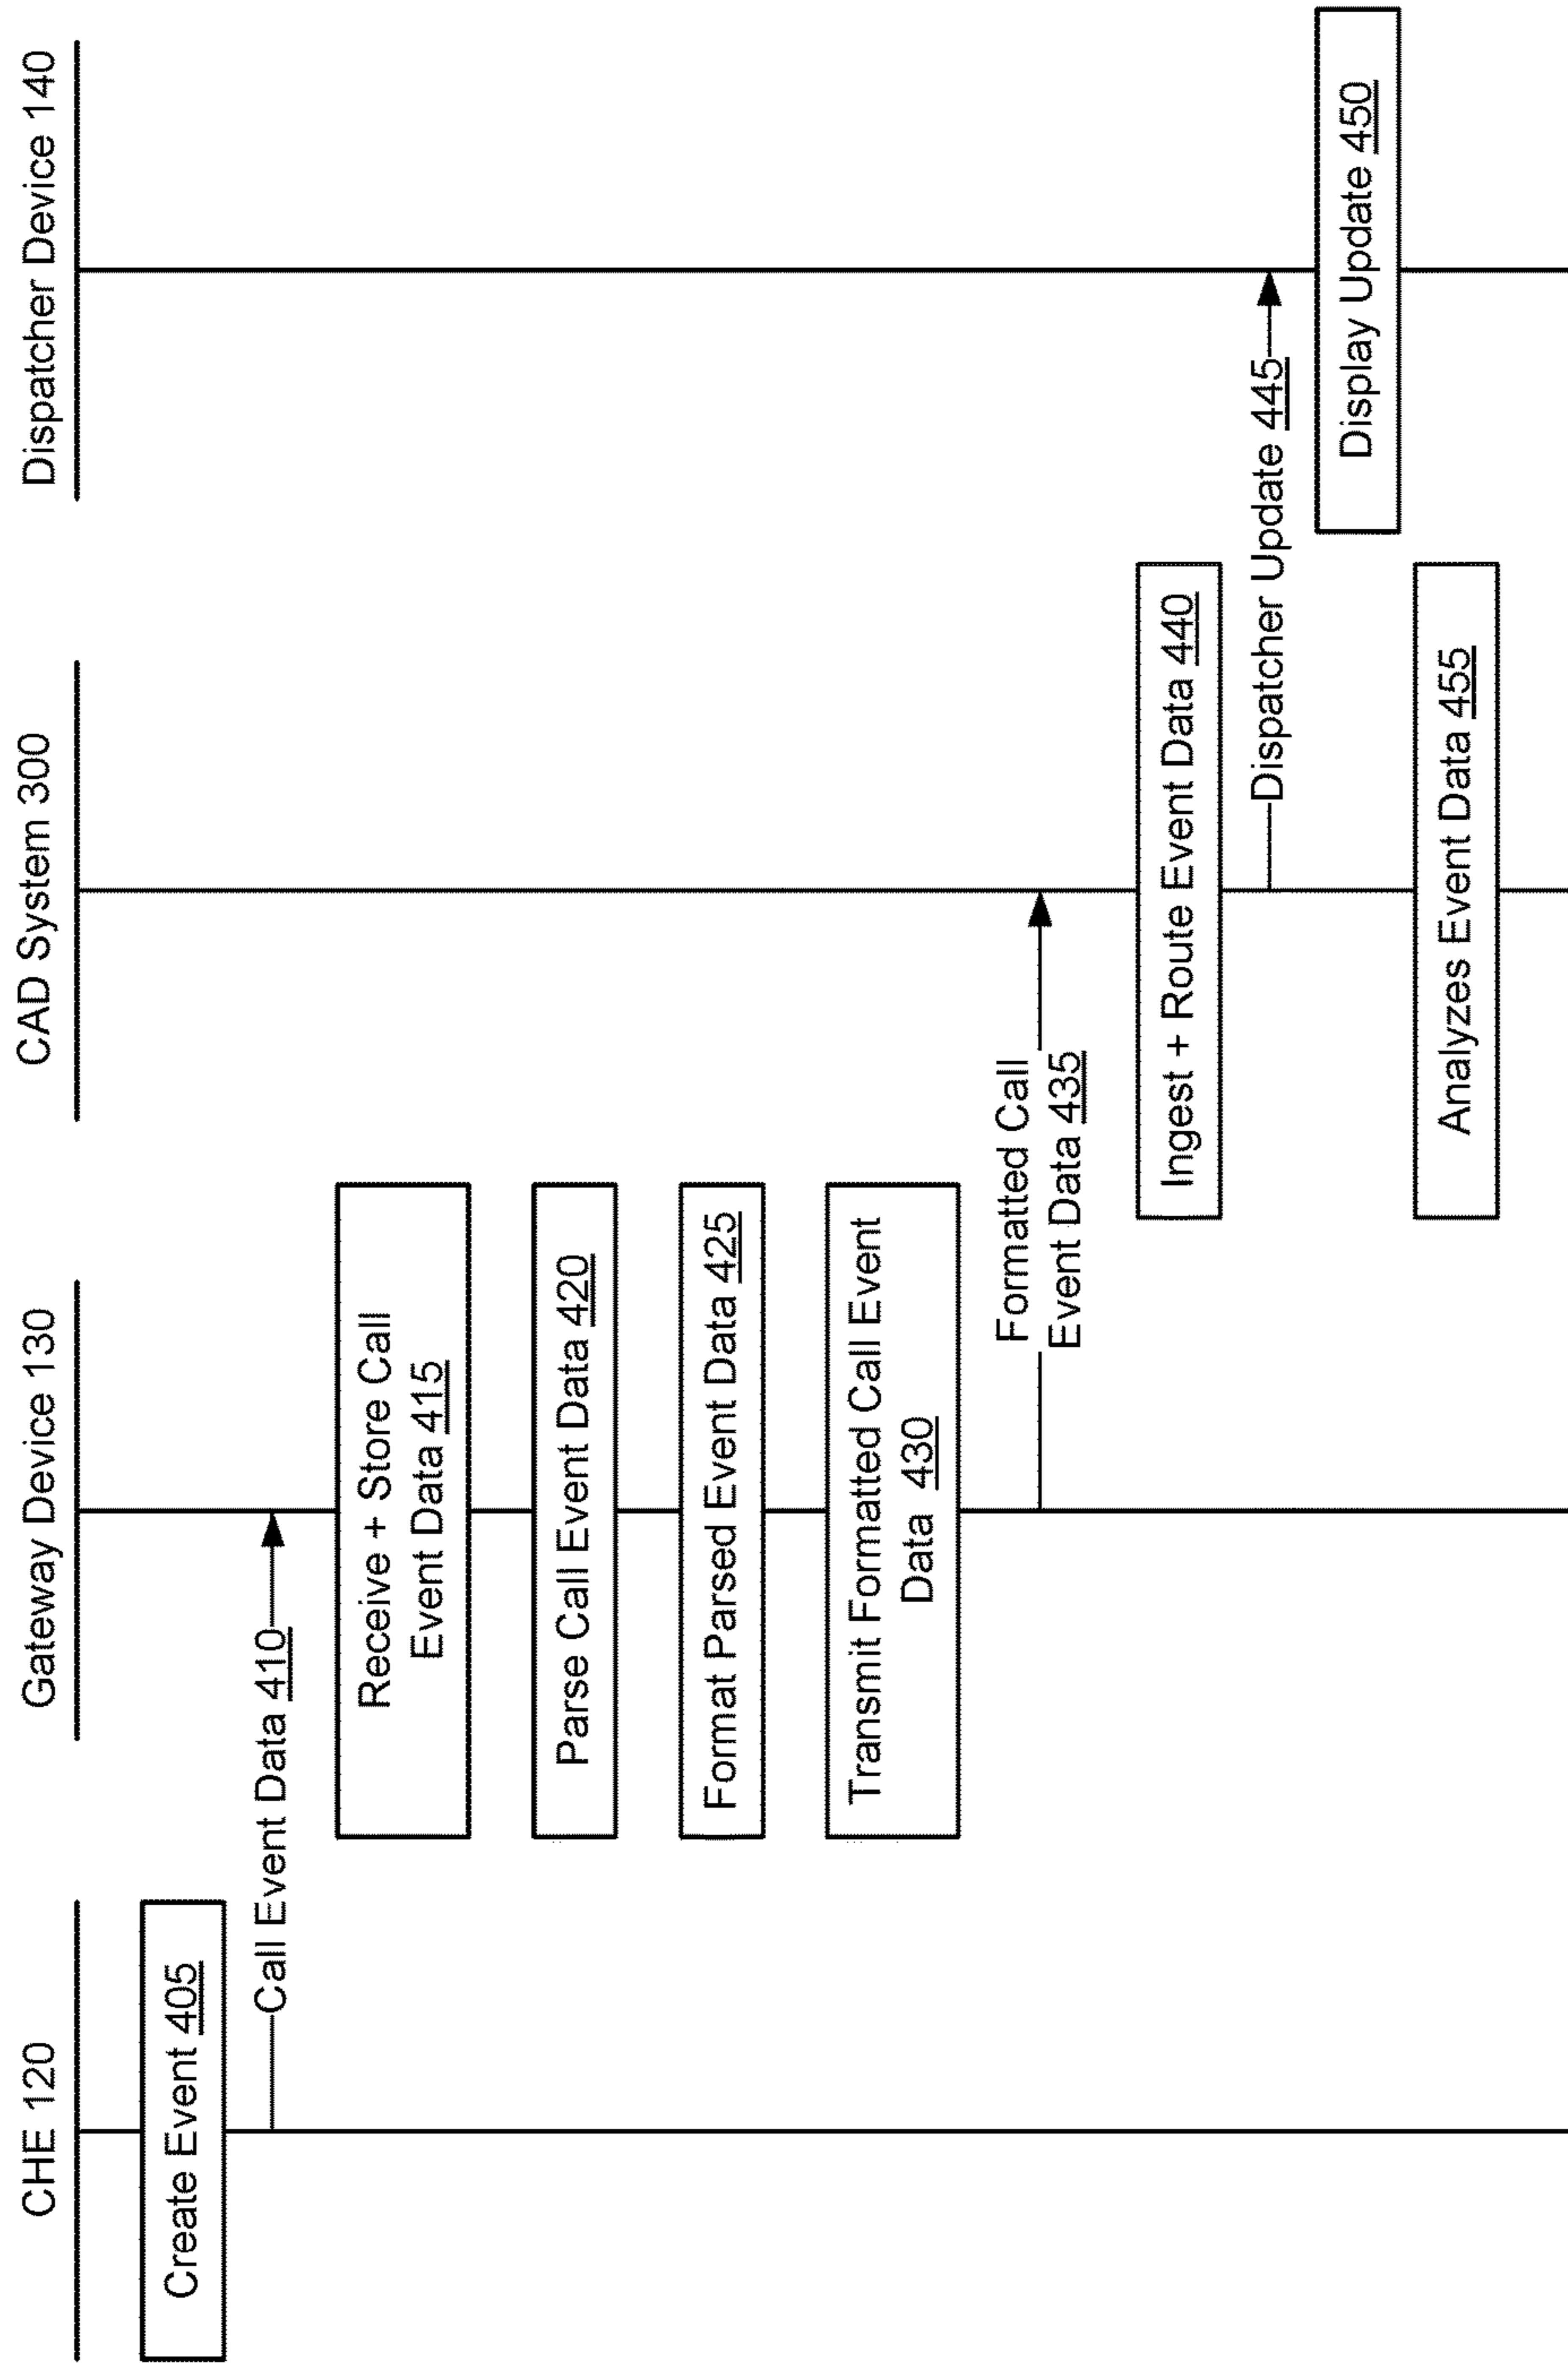 CHE 120
Gateway Device 130
CAD System 300
Dispatcher Device 140
Create Event 405
Call Event Data 410
Receive + Store Call
Event Data 415
Parse Call Event Data 420
Format Parsed Event Data 425
Transmit Formatted Call Event
Data 430
Formatted Call
Event Data 435
Ingest + Route Event Data 440
Dispatcher Update 445
Display Update 450
Analyzes Event Data 455